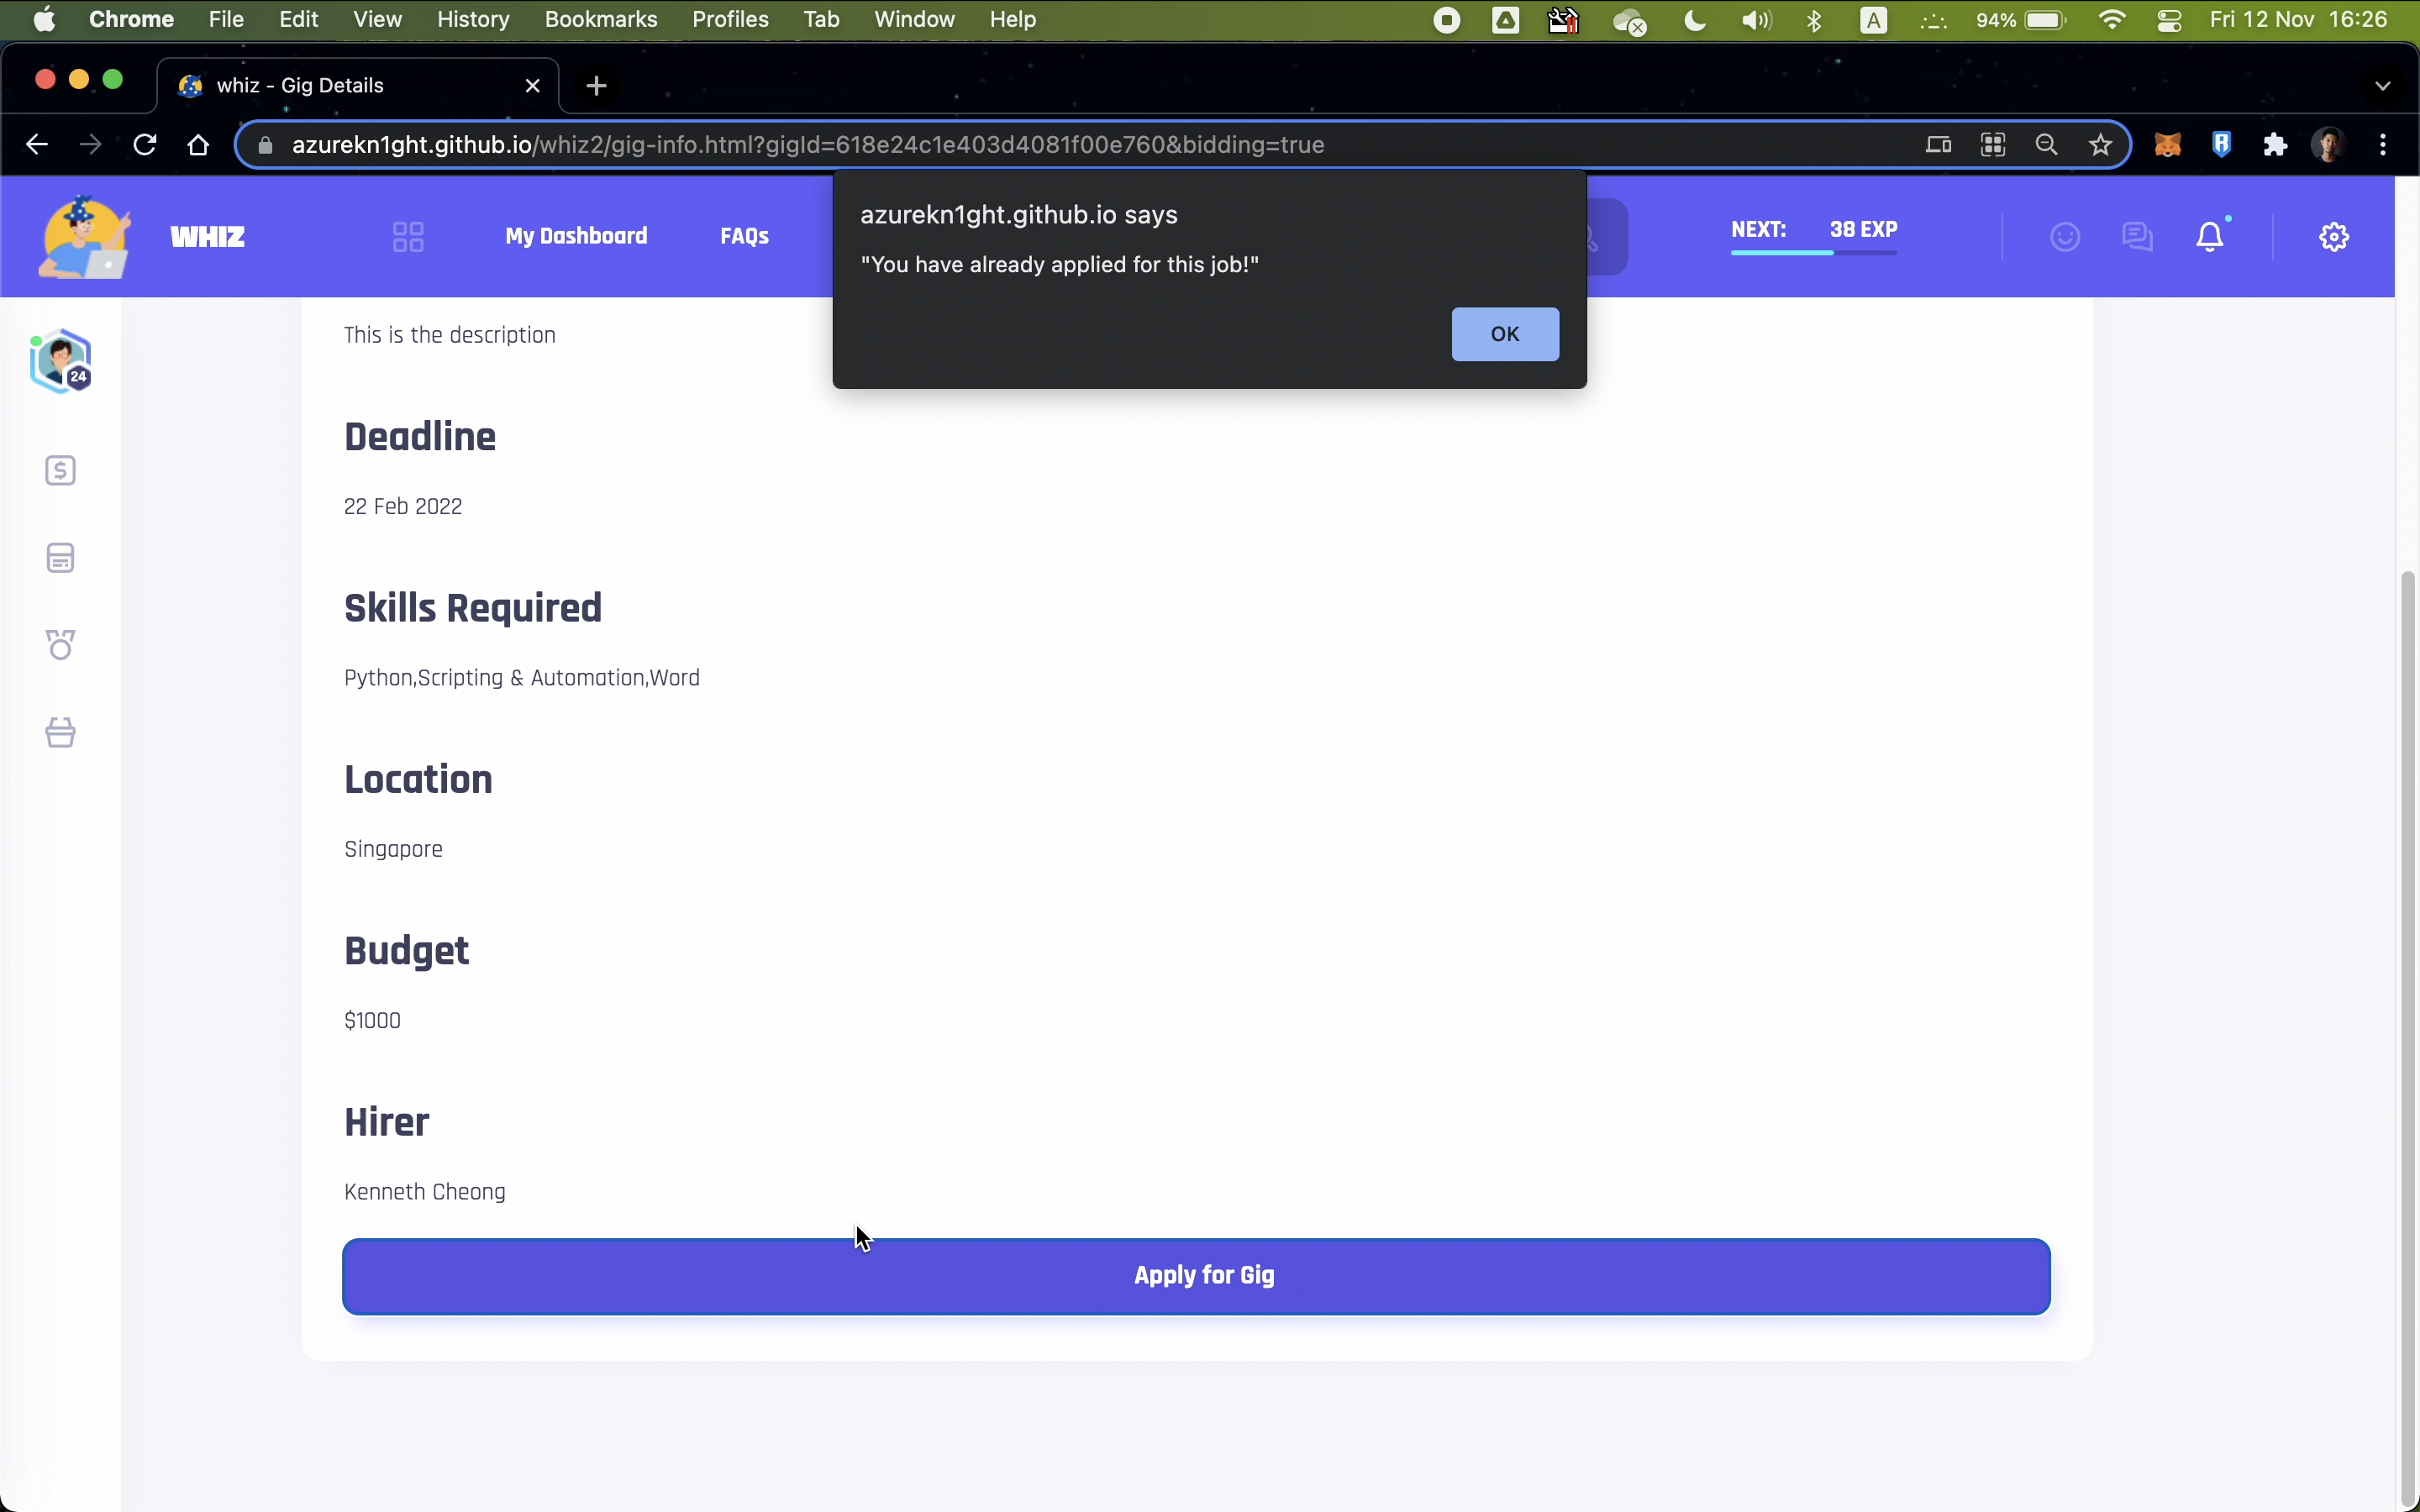 Chrome File Edit View History Bookmarks Profiles Tab Window Help A 94% Fri 12 Nov 16:26
whiz - Gig Details
azurekn1ght.github.io/whiz2/gig-info.html?gigId=618e24c1e403d4081f00e760&bidding=true
WHIZ My Dashboard FAQs NEXT: 38 EXP
azurekn1ght.github.io says
"You have already applied for this job!"
OK
24
This is the description
Deadline
22 Feb 2022
Skills Required
Python,Scripting & Automation,Word
Location
Singapore
Budget
$1000
Hirer
Kenneth Cheong
Apply for Gig